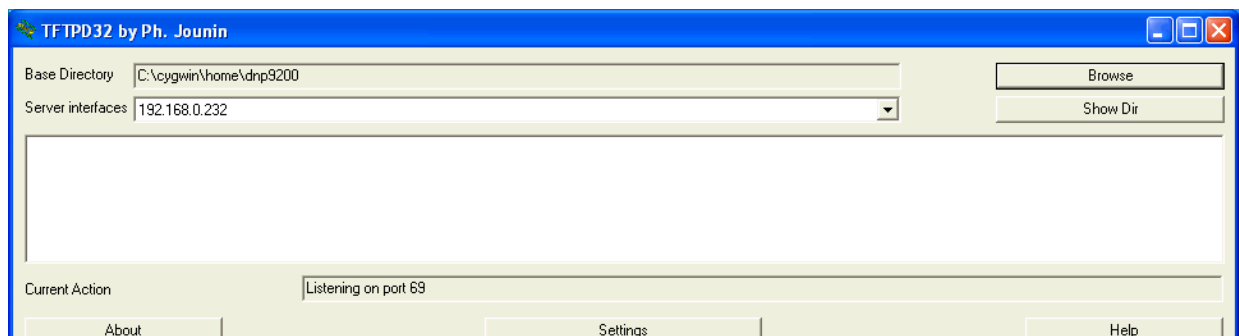 TFTPD32 by Ph. Jounin
Base Directory C:\cygwin\home\dnp9200 Browse
Server interfaces 192.168.0.232 Show Dir
Current Action Listening on port 69
About Settings Help